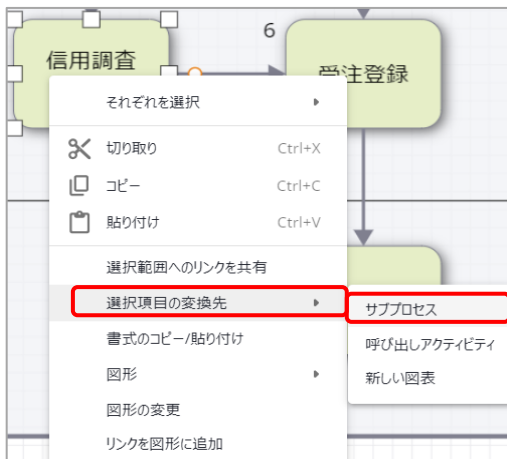 6
信用調査
受注登録
それぞれを選択
切り取り Ctrl+X
コピー Ctrl+C
貼り付け Ctrl+V
選択範囲へのリンクを共有
選択項目の変換先
サブプロセス
書式のコピー/貼り付け
呼び出しアクティビティ
図形
新しい図表
図形の変更
リンクを図形に追加